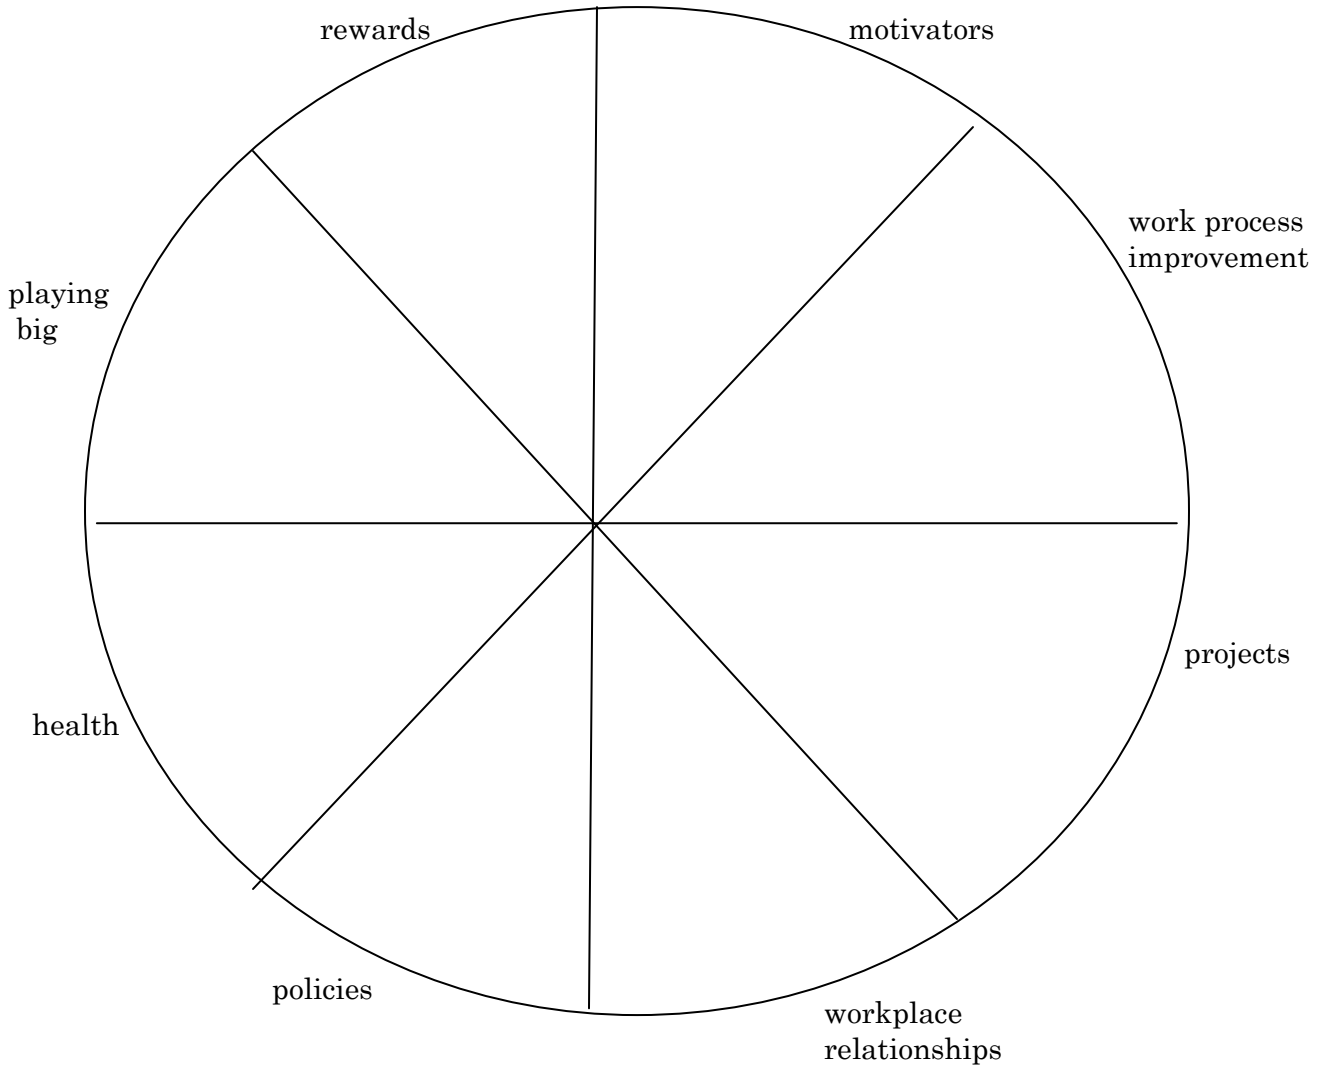 rewards
motivators
work process
improvement
playing
big
projects
health
policies
workplace
relationships